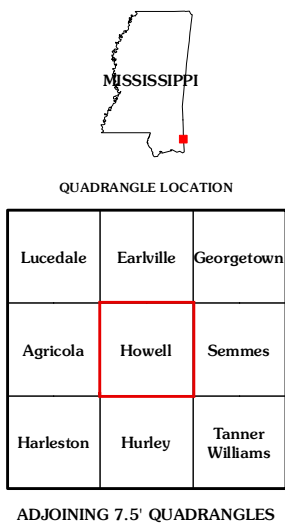 MISSISSIPPI
QUADRANGLE LOCATION
Lucedale Earlville Georgetown
Agricola Howell Semmes
Harleston Hurley Tanner
Williams
ADJOINING 7.5' QUADRANGLES